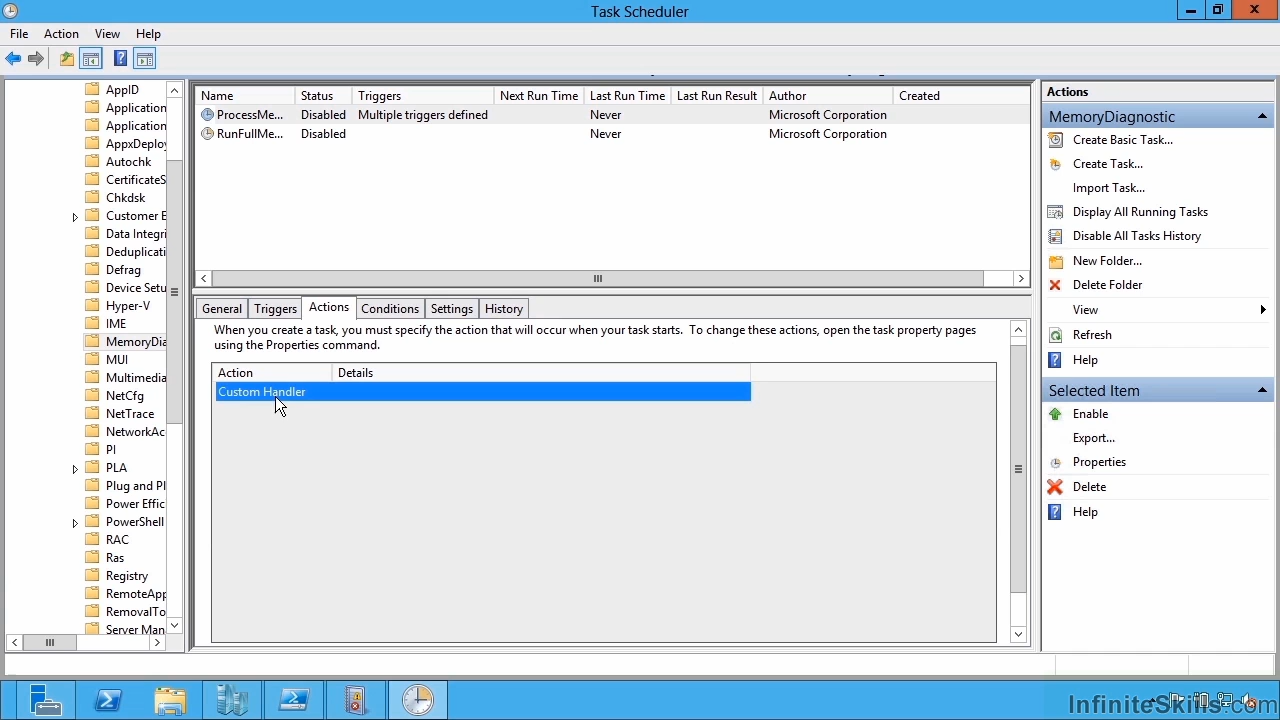 Task Scheduler
File Action View Help
AppID
Application
Application
AppxDeploy
Autochk
CertificateS
Chkdsk
Customer E
Data Integri
Deduplicati
Defrag
Device Setu
Hyper-V
IME
MemoryDia
MUI
Multimedia
NetCfg
NetTrace
NetworkAc
PI
PLA
Plug and Pl
Power Effic
PowerShell
RAC
Ras
Registry
RemoteApp
RemovalTo
Server Man
Name Status Triggers Next Run Time Last Run Time Last Run Result Author Created
ProcessMe... Disabled Multiple triggers defined Never Microsoft Corporation
RunFullMe... Disabled Never Microsoft Corporation
General Triggers Actions Conditions Settings History
When you create a task, you must specify the action that will occur when your task starts. To change these actions, open the task property pages
using the Properties command.
Action Details
Custom Handler
Actions
MemoryDiagnostic
Create Basic Task...
Create Task...
Import Task...
Display All Running Tasks
Disable All Tasks History
New Folder...
Delete Folder
View
Refresh
Help
Selected Item
Enable
Export...
Properties
Delete
Help
InfiniteSkills.com